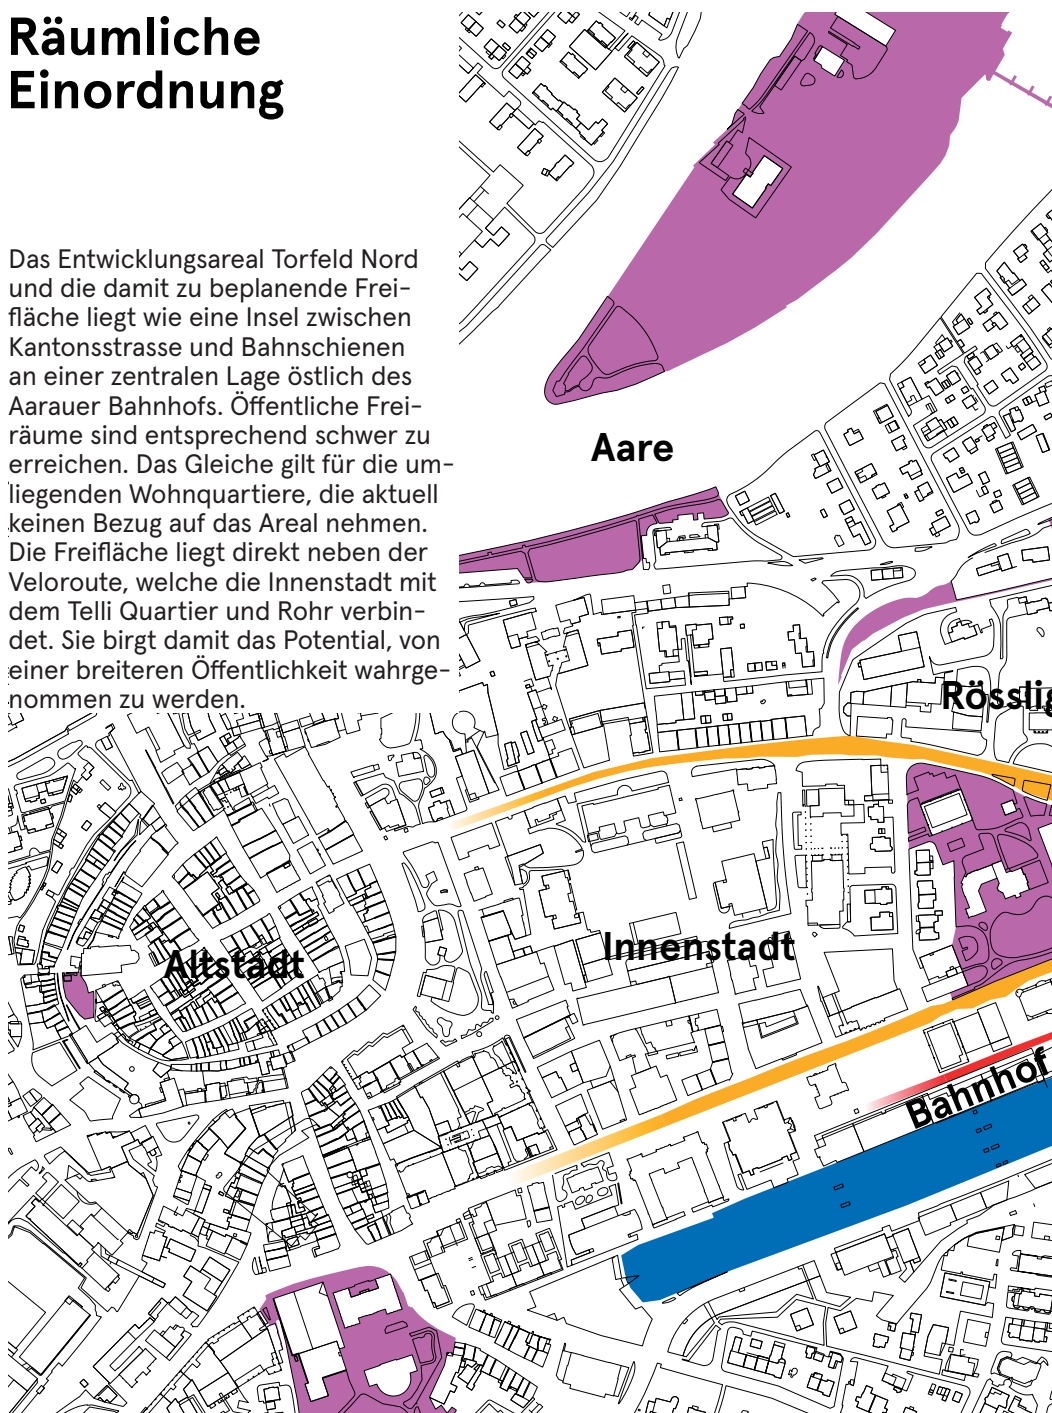 Räumliche
Einordnung
Das Entwicklungsareal Torfeld Nord
und die damit zu beplanende Frei-
fläche liegt wie eine Insel zwischen
Kantonsstrasse und Bahnschienen
an einer zentralen Lage östlich des
Aarauer Bahnhofs. Öffentliche Frei-
räume sind entsprechend schwer zu
erreichen. Das Gleiche gilt für die um-
liegenden Wohnquartiere, die aktuell
keinen Bezug auf das Areal nehmen.
Die Freifläche liegt direkt neben der
Veloroute, welche die Innenstadt mit
dem Telli Quartier und Rohr verbin-
det. Sie birgt damit das Potential, von
einer breiteren Öffentlichkeit wahrge-
nommen zu werden.
Aare
Rösslig
Altstadt
Innenstadt
Bahnhof